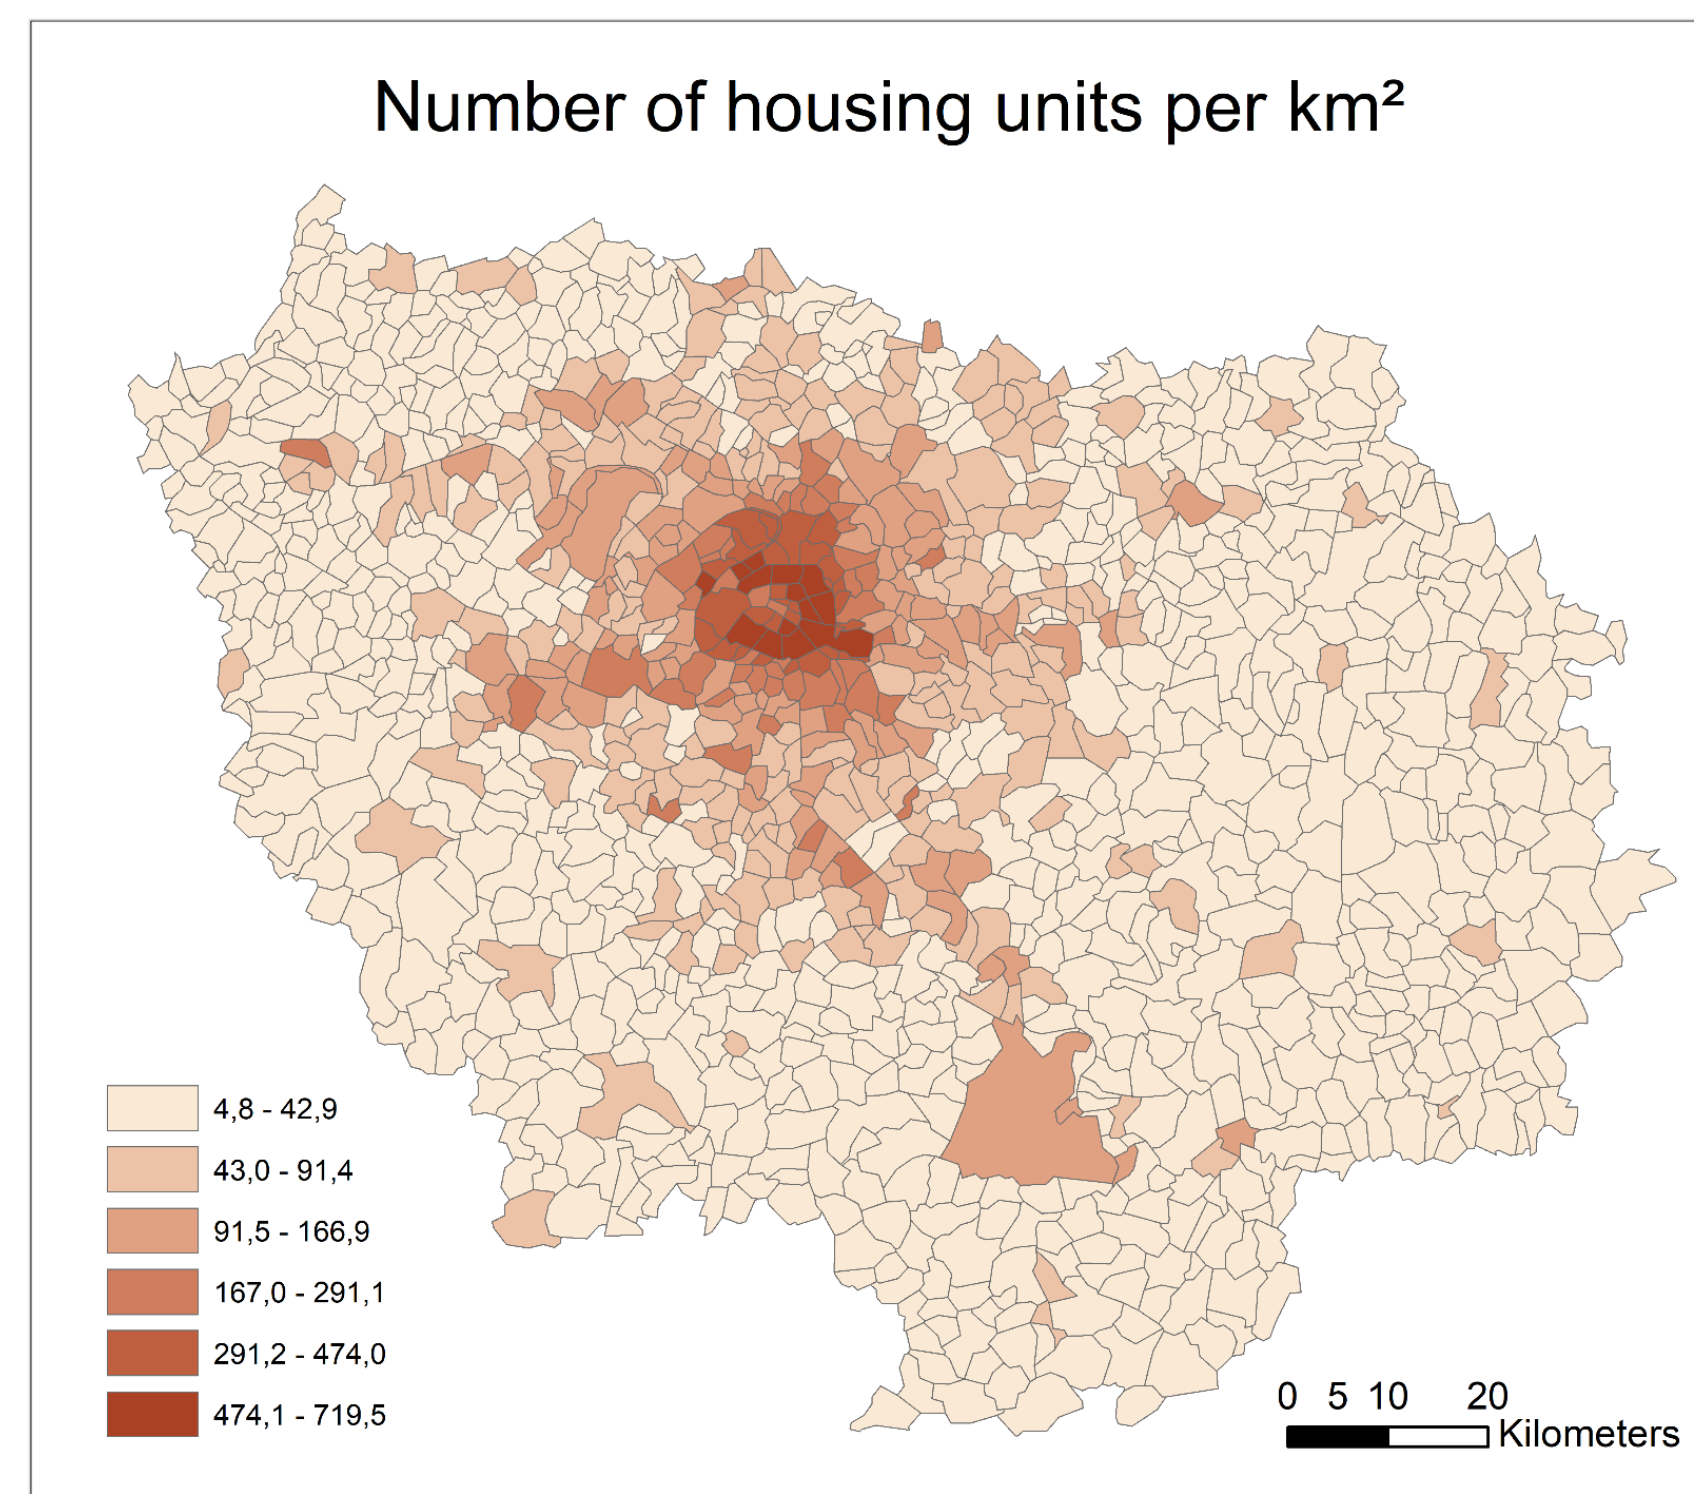 Number of housing units per km²
4,8 - 42,9
43,0 - 91,4
91,5 - 166,9
167,0 - 291,1
291,2 - 474,0
474,1 - 719,5
0 5 10 20
Kilometers